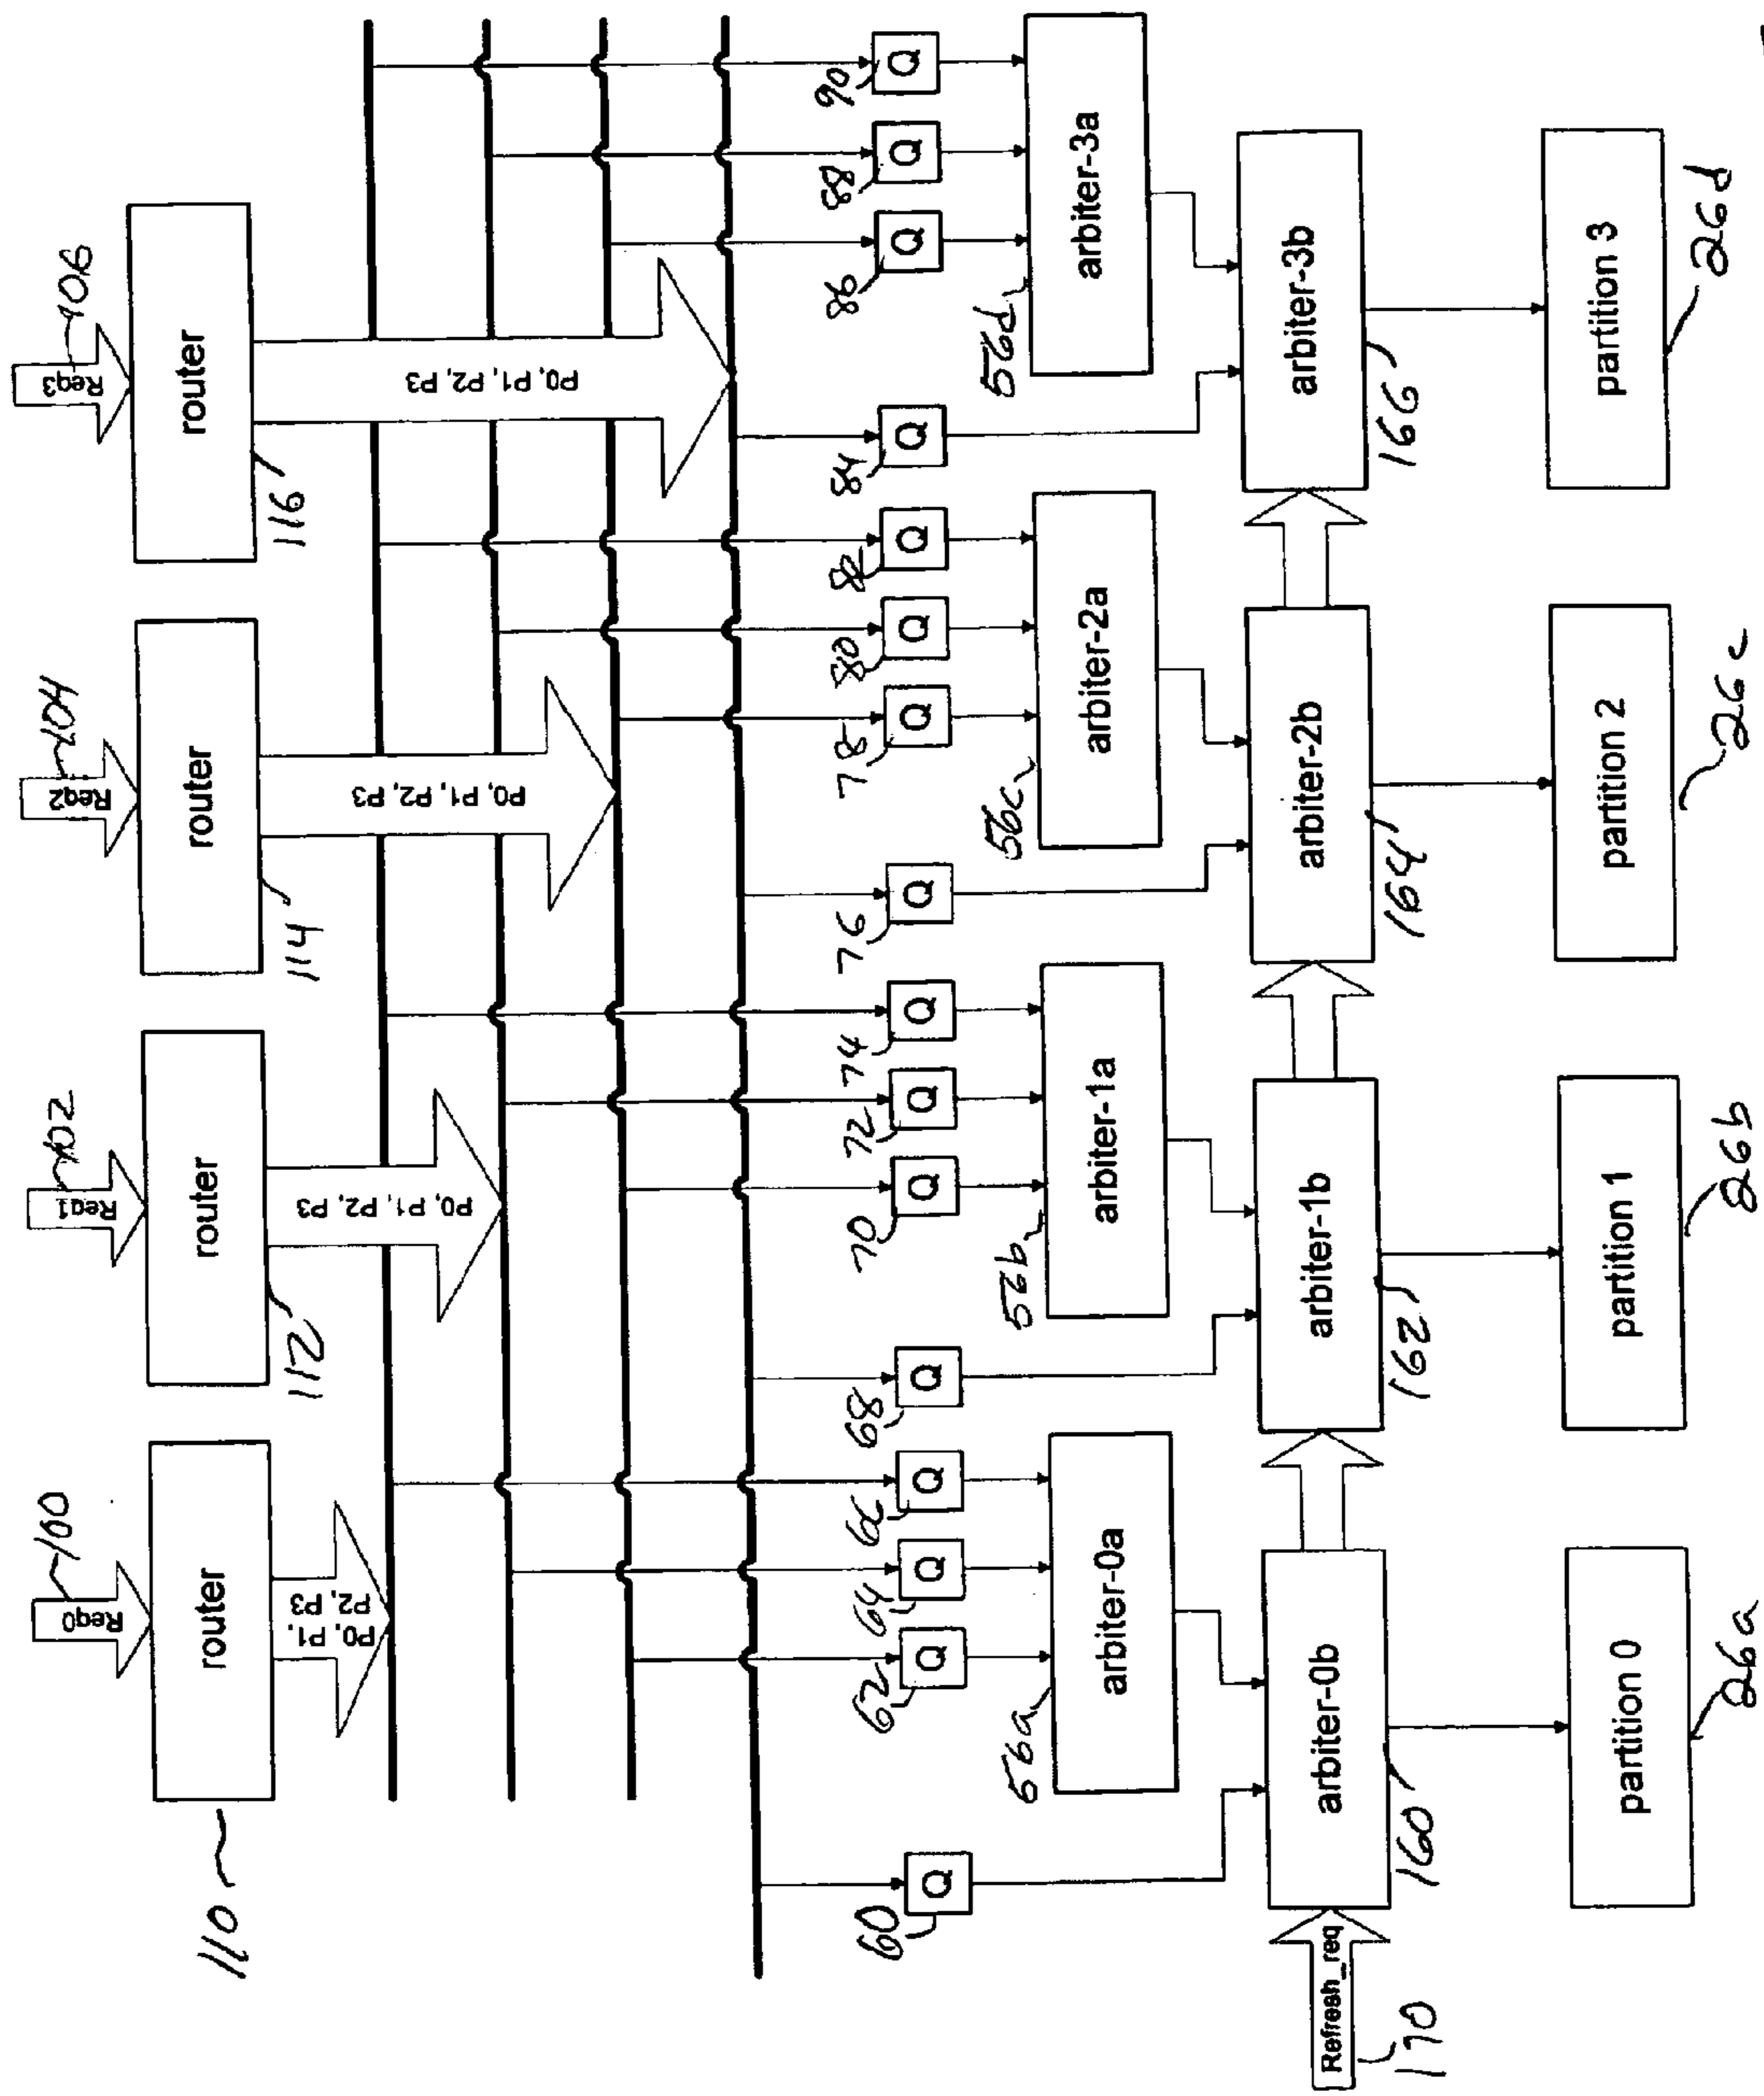 100
102
104
106
Req0
Req1
Req2
Req3
110
router
router
router
router
112
114
116
P0, P1,
P2, P3
P0, P1, P2, P3
P0, P1, P2, P3
P0, P1, P2, P3
60
Q
62
Q
64
Q
66
Q
68
Q
70
Q
72
Q
74
Q
76
Q
78
Q
80
Q
82
Q
84
Q
86
Q
88
Q
90
Q
56a
arbiter-0a
56b
arbiter-1a
56c
arbiter-2a
56d
arbiter-3a
Refresh_req
190
arbiter-0b
160
arbiter-1b
162
arbiter-2b
164
arbiter-3b
166
partition 0
partition 1
partition 2
partition 3
26a
26b
26c
26d